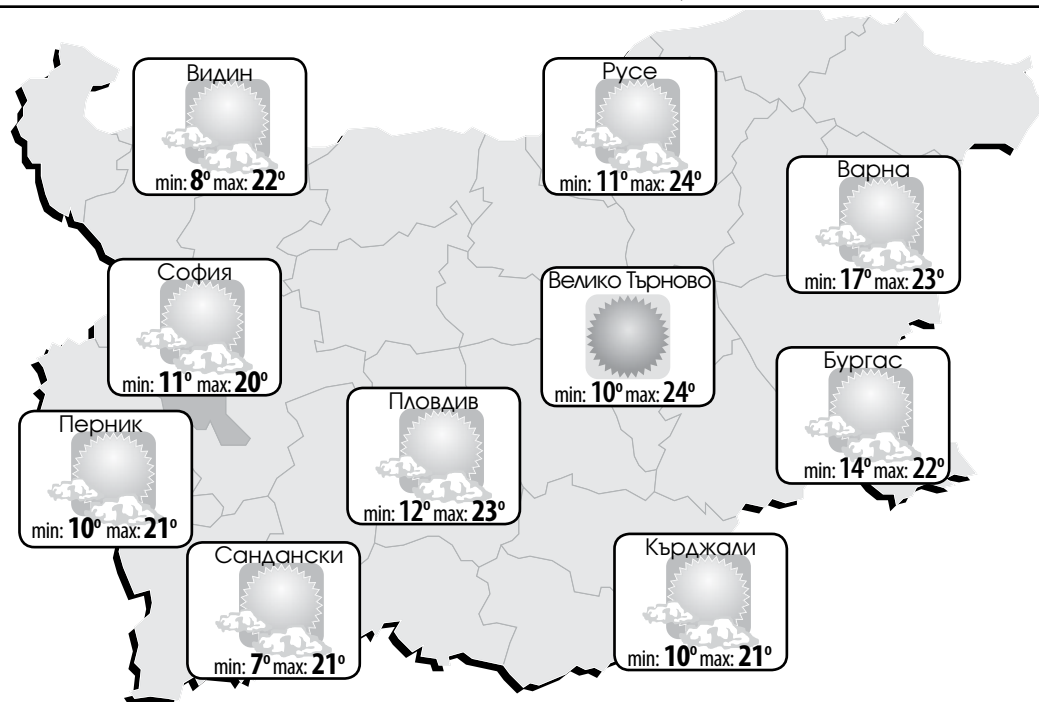 Видин
min: 8° max: 22°
Русе
min: 11° max: 24°
Варна
min: 17° max: 23°
София
min: 11° max: 20°
Велико Търново
min: 10° max: 24°
Бургас
min: 14° max: 22°
Пловдив
min: 12° max: 23°
Перник
min: 10° max: 21°
Сандански
min: 7° max: 21°
Кърджали
min: 10° max: 21°